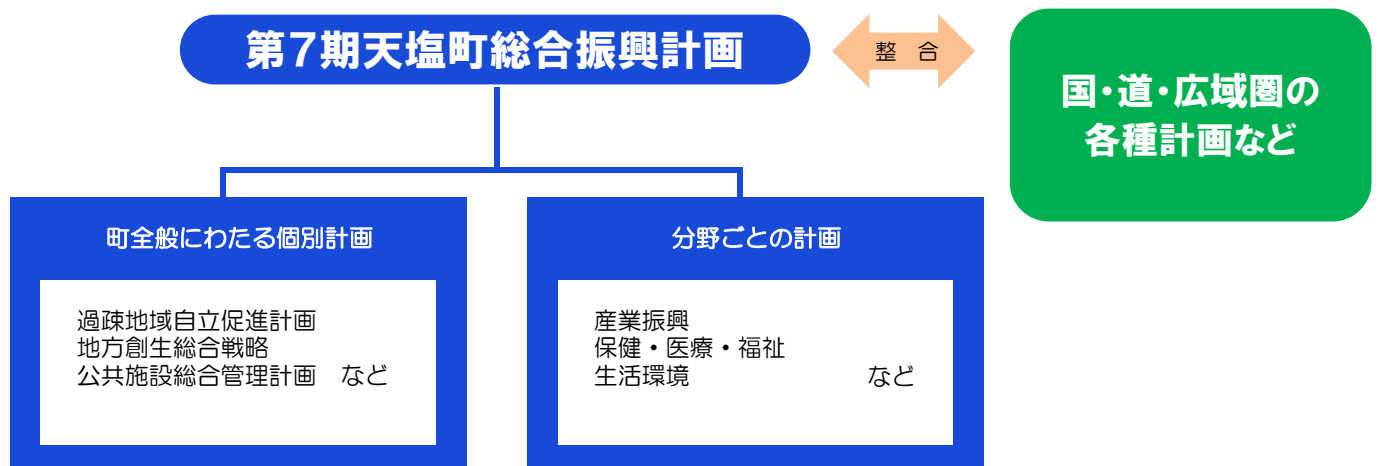 第7期天塩町総合振興計画
整 合
国・道・広域圏の
各種計画など
町全般にわたる個別計画
過疎地域自立促進計画
地方創生総合戦略
公共施設総合管理計画 など
分野ごとの計画
産業振興
保健・医療・福祉
生活環境 など